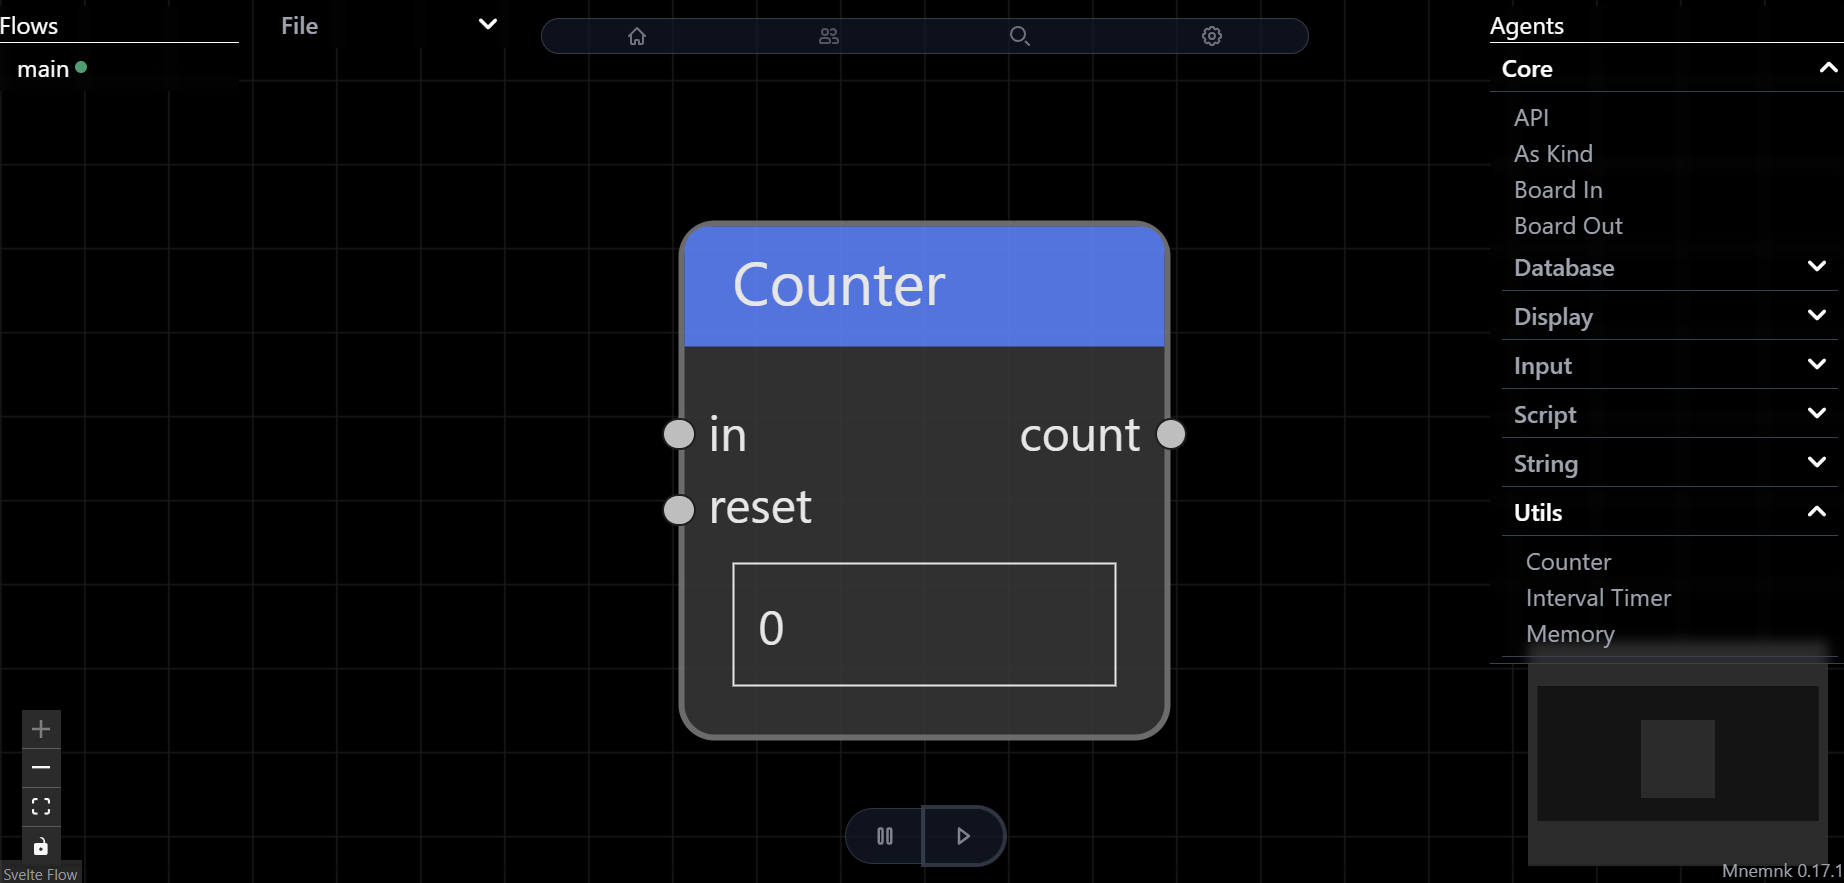 Flows
main
File
Counter
in
count
reset
0
Agents
Core
API
As Kind
Board In
Board Out
Database
Display
Input
Script
String
Utils
Counter
Interval Timer
Memory
Svelte Flow
Mnemnk 0.17.1